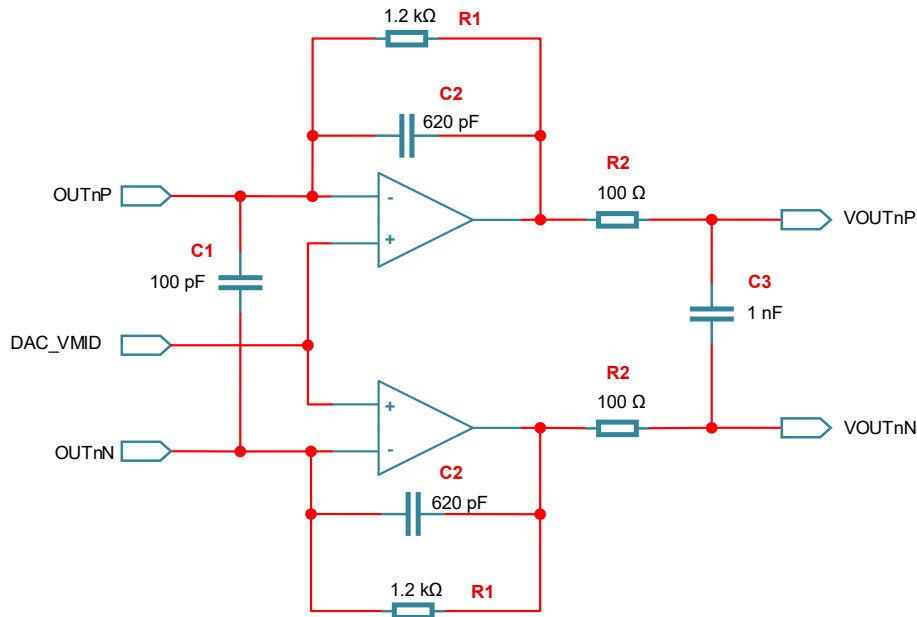 1.2 kΩ
R1
C2
620 pF
R2
100 Ω
OUTnP
-
+
VOUTnP
C1
100 pF
C3
1 nF
DAC_VMID
R2
100 Ω
+
-
OUTnN
VOUTnN
C2
620 pF
1.2 kΩ
R1